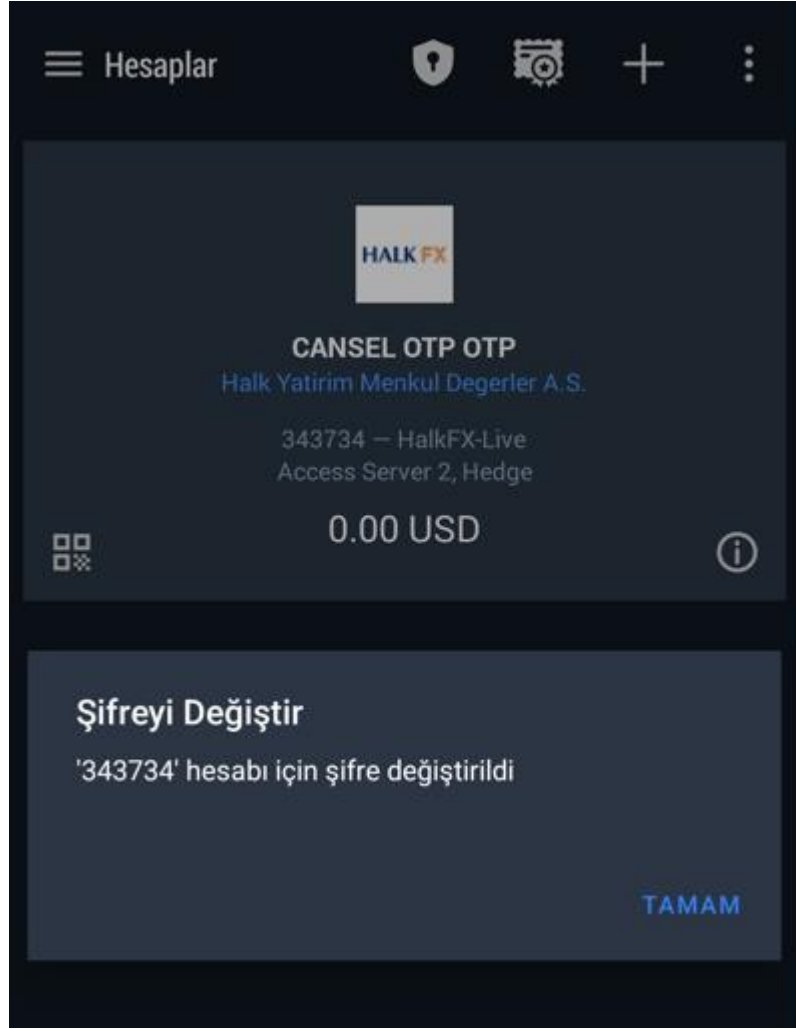 Hesaplar
HALK FX
CANSEL OTP OTP
Halk Yatirim Menkul Degerler A.S.
343734 — HalkFX-Live
Access Server 2, Hedge
0.00 USD
Şifreyi Değiştir
'343734' hesabı için şifre değiştirildi
TAMAM